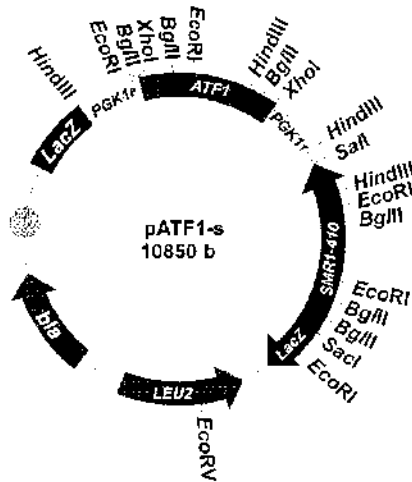 HindIII
EcoRI
BglII
XhoI
BglII
EcoRI
HindIII
BglII
XhoI
LacZ
PGK1P
ATF1
PGK1T
HindIII
SalI
HindIII
EcoRI
BglII
pATF1-s
10850 b
SMR1-410
EcoRI
BglII
BglII
SacI
EcoRI
LacZ
bla
LEU2
EcoRV